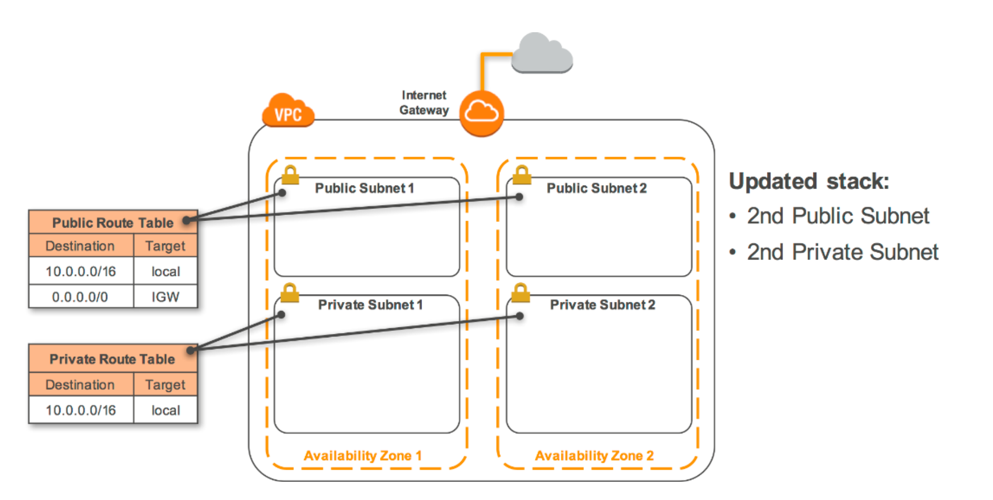 Internet
Gateway
VPC
Public Subnet 1
Public Subnet 2
Updated stack:
• 2nd Public Subnet
• 2nd Private Subnet
Public Route Table
Destination Target
10.0.0.0/16 local
0.0.0.0/0 IGW
Private Subnet 1
Private Subnet 2
Private Route Table
Destination Target
10.0.0.0/16 local
Availability Zone 1
Availability Zone 2